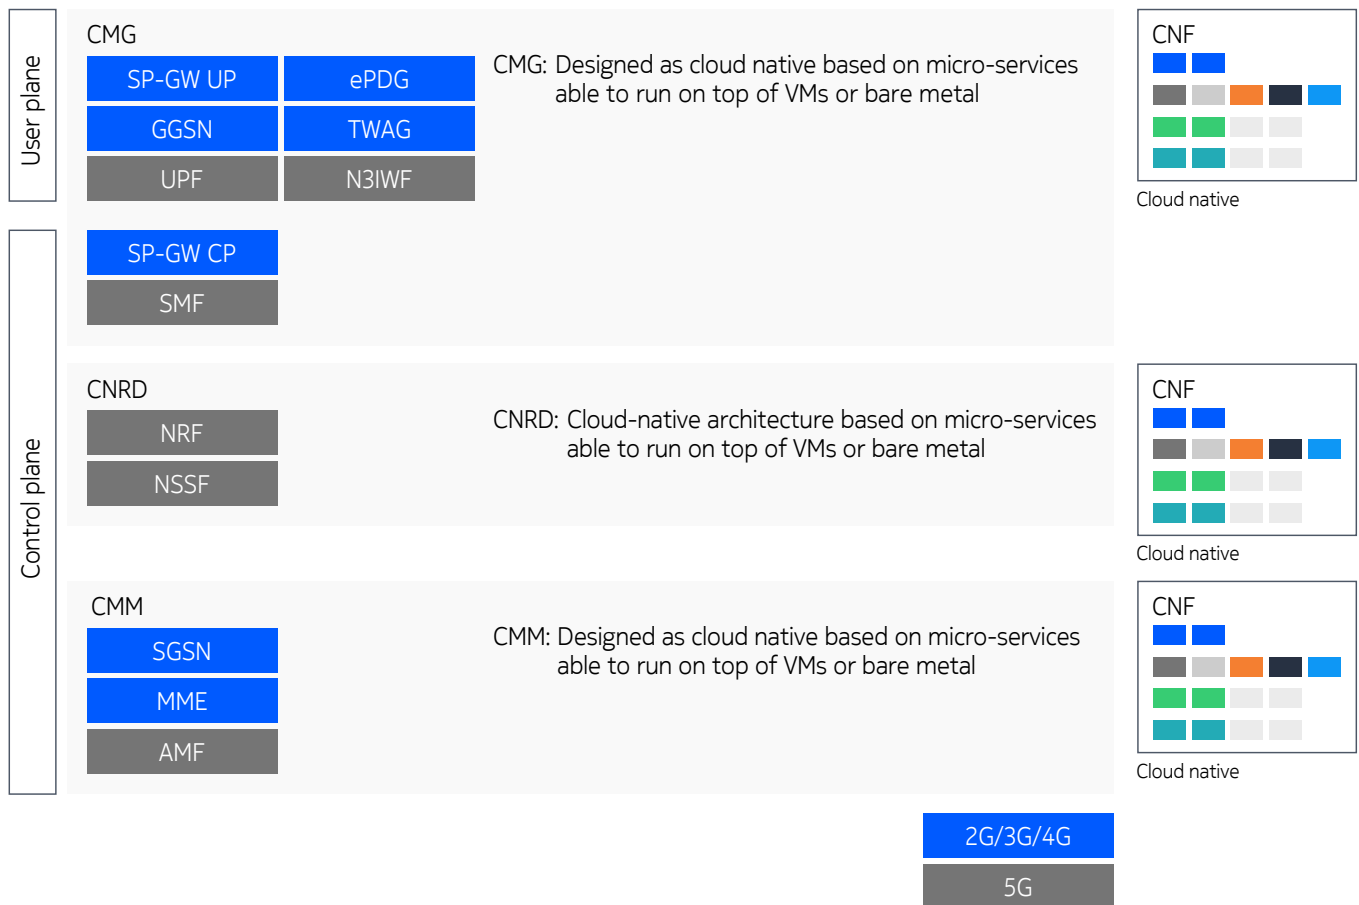 User plane
CMG
SP-GW UP
ePDG
GGSN
TWAG
UPF
N3IWF
CMG: Designed as cloud native based on micro-services
able to run on top of VMs or bare metal
CNF
Cloud native
Control plane
SP-GW CP
SMF
CNRD
NRF
NSSF
CNRD: Cloud-native architecture based on micro-services
able to run on top of VMs or bare metal
CNF
Cloud native
CMM
SGSN
MME
AMF
CMM: Designed as cloud native based on micro-services
able to run on top of VMs or bare metal
CNF
Cloud native
2G/3G/4G
5G